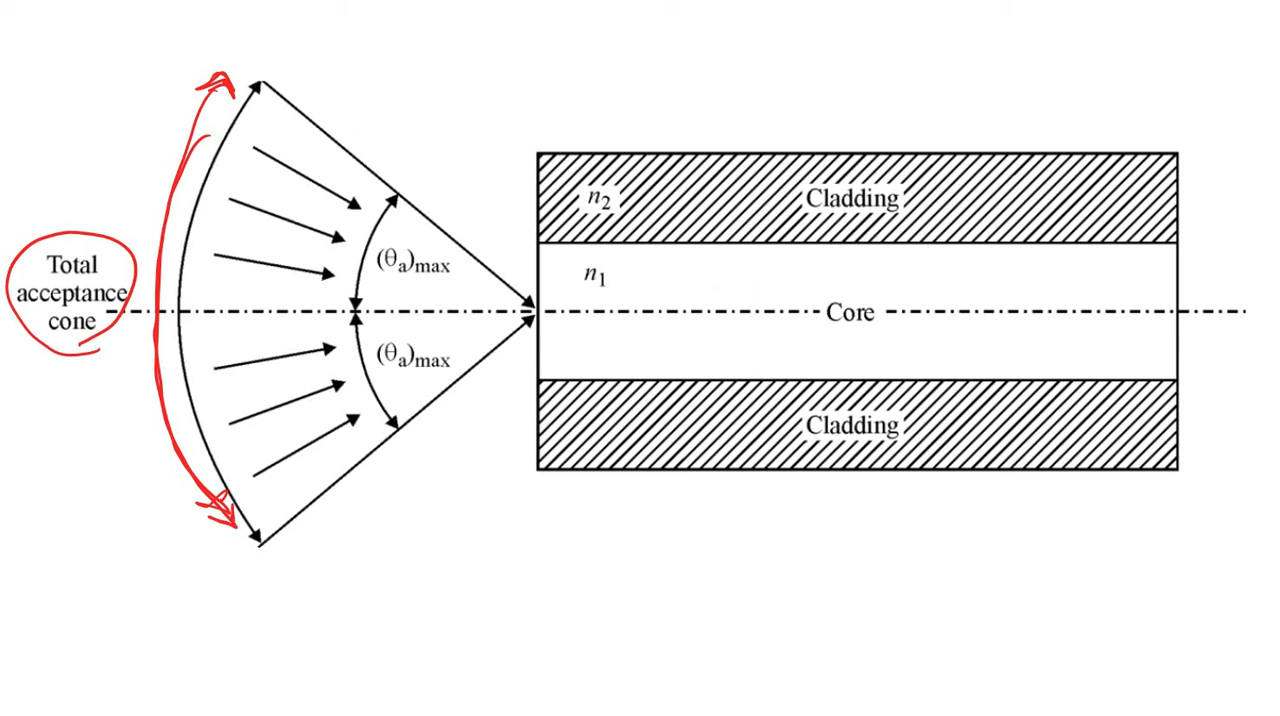 n₂
Cladding
Total
acceptance
cone
(θₐ)max
n₁
Core
(θₐ)max
Cladding